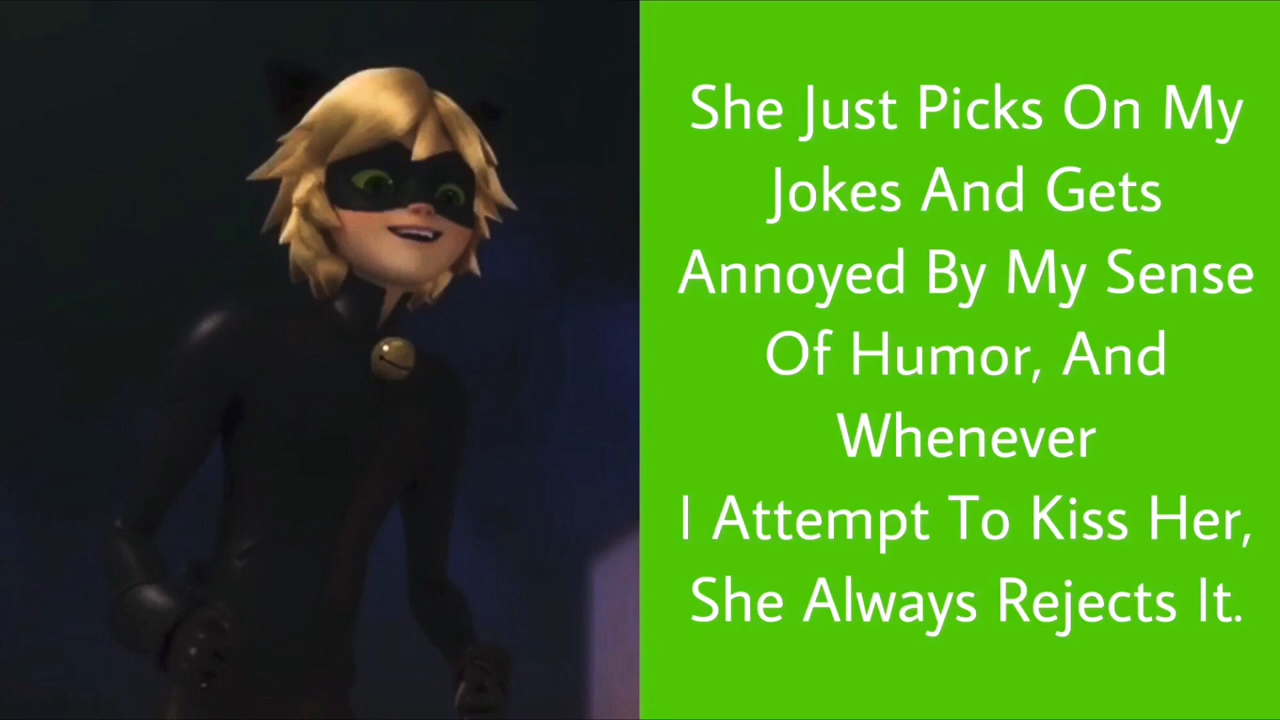 She Just Picks On My
Jokes And Gets
Annoyed By My Sense
Of Humor, And
Whenever
I Attempt To Kiss Her,
She Always Rejects It.